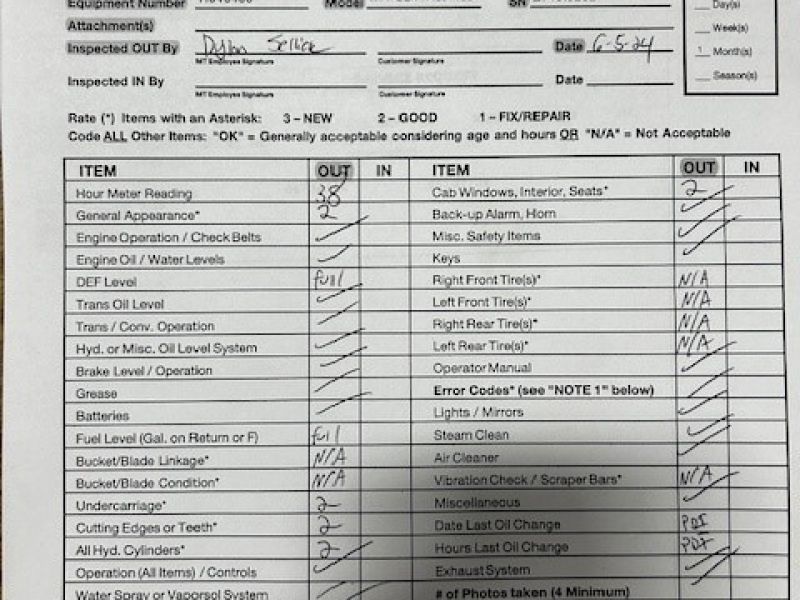 Equipment Number Model SN
Day(s)
Attachment(s)
Week(s)
Inspected OUT By Dylan Date 6-5-24
1 Month(s)
IMT Employee Signature Customer Signature
Season(s)
Inspected IN By Date
IMT Employee Signature Customer Signature
Rate (*) Items with an Asterisk: 3 – NEW 2 – GOOD 1 – FIX/REPAIR
Code ALL Other Items: "OK" = Generally acceptable considering age and hours OR "N/A" = Not Acceptable
ITEM OUT IN ITEM OUT IN
Hour Meter Reading 38 Cab Windows, Interior, Seats* 2
General Appearance* 2 Back-up Alarm, Horn ✓
Engine Operation / Check Belts ✓ Misc. Safety Items ✓
Engine Oil / Water Levels ✓ Keys ✓
DEF Level full Right Front Tire(s)* N/A
Trans Oil Level ✓ Left Front Tire(s)* N/A
Trans / Conv. Operation ✓ Right Rear Tire(s)* N/A
Hyd. or Misc. Oil Level System ✓ Left Rear Tire(s)* N/A
Brake Level / Operation ✓ Operator Manual ✓
Grease ✓ Error Codes* (see "NOTE 1" below) ✓
Batteries ✓ Lights / Mirrors ✓
Fuel Level (Gal. on Return or F) full Steam Clean ✓
Bucket/Blade Linkage* N/A Air Cleaner ✓
Bucket/Blade Condition* N/A Vibration Check / Scraper Bars* N/A
Undercarriage* 2 Miscellaneous ✓
Cutting Edges or Teeth* 2 Date Last Oil Change PDI
All Hyd. Cylinders* 2 Hours Last Oil Change PDI
Operation (All Items) / Controls ✓ Exhaust System ✓
Water Spray or Vaporsol System ✓ # of Photos taken (4 Minimum)